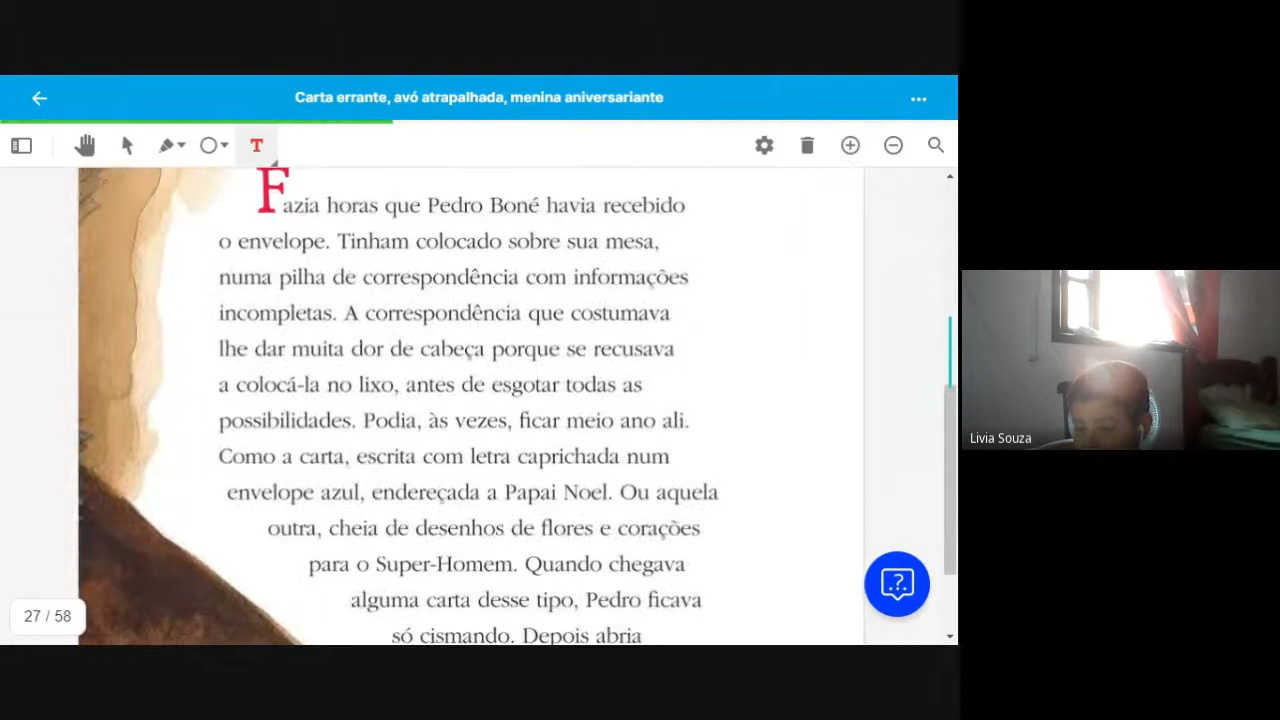 Carta errante, avó atrapalhada, menina aniversariante
T
Fazia horas que Pedro Boné havia recebido
o envelope. Tinham colocado sobre sua mesa,
numa pilha de correspondência com informações
incompletas. A correspondência que costumava
lhe dar muita dor de cabeça porque se recusava
a colocá-la no lixo, antes de esgotar todas as
possibilidades. Podia, às vezes, ficar meio ano ali.
Como a carta, escrita com letra caprichada num
envelope azul, endereçada a Papai Noel. Ou aquela
outra, cheia de desenhos de flores e corações
para o Super-Homem. Quando chegava
alguma carta desse tipo, Pedro ficava
só cismando. Depois abria
27 / 58
Livia Souza